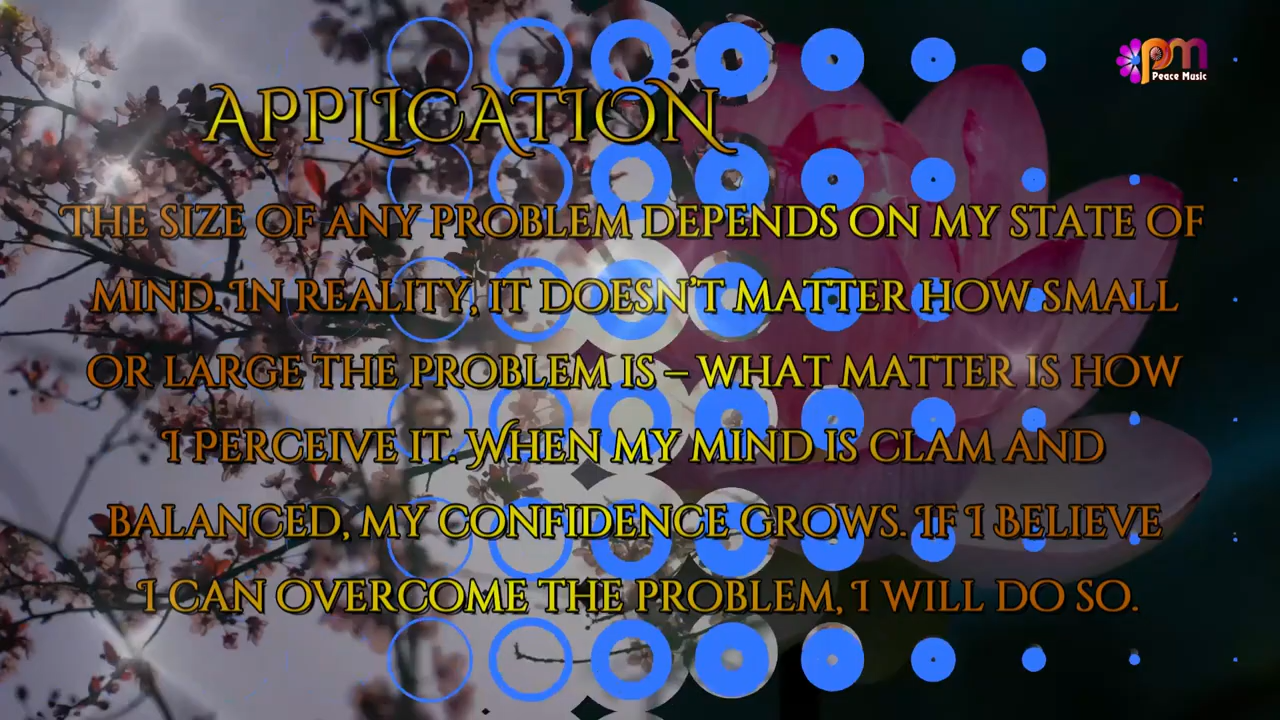 pm
Peace Music
APPLICATION
THE SIZE OF ANY PROBLEM DEPENDS ON MY STATE OF
MIND. IN REALITY, IT DOESN'T MATTER HOW SMALL
OR LARGE THE PROBLEM IS – WHAT MATTER IS HOW
I PERCEIVE IT. WHEN MY MIND IS CLAM AND
BALANCED, MY CONFIDENCE GROWS. IF I BELIEVE
I CAN OVERCOME THE PROBLEM, I WILL DO SO.